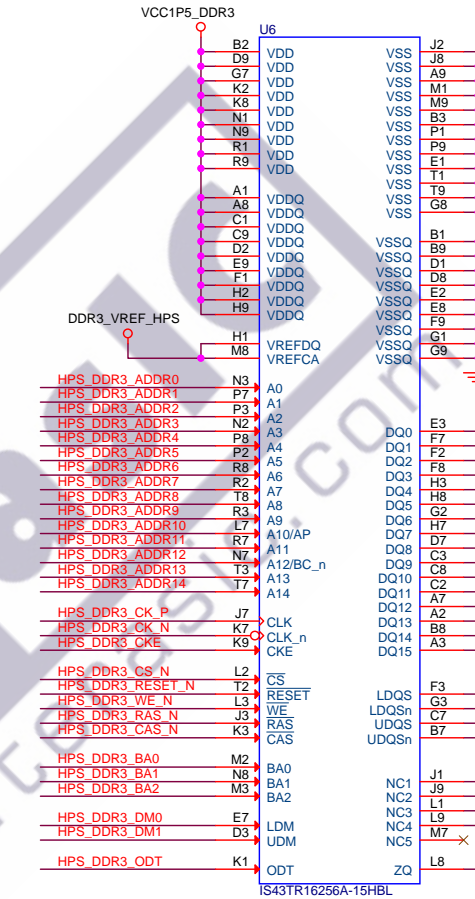 VCC1P5_DDR3
U6
B2 VDD VSS J2
D9 VDD VSS J8
G7 VDD VSS A9
K2 VDD VSS M1
K8 VDD VSS M9
N1 VDD VSS B3
N9 VDD VSS P1
R1 VDD VSS P9
R9 VDD VSS E1
VSS T1
A1 VDDQ VSS T9
A8 VDDQ VSS G8
C1 VDDQ
C9 VDDQ VSSQ B1
D2 VDDQ VSSQ B9
E9 VDDQ VSSQ D1
F1 VDDQ VSSQ D8
H2 VDDQ VSSQ E2
H9 VDDQ VSSQ E8
DDR3_VREF_HPS
VSSQ F9
H1 VREFDQ VSSQ G1
M8 VREFCA VSSQ G9
HPS_DDR3_ADDR0 N3 A0
HPS_DDR3_ADDR1 P7 A1
HPS_DDR3_ADDR2 P3 A2
HPS_DDR3_ADDR3 N2 A3 DQ0 E3
HPS_DDR3_ADDR4 P8 A4 DQ1 F7
HPS_DDR3_ADDR5 P2 A5 DQ2 F2
HPS_DDR3_ADDR6 R8 A6 DQ3 F8
HPS_DDR3_ADDR7 R2 A7 DQ4 H3
HPS_DDR3_ADDR8 T8 A8 DQ5 H8
HPS_DDR3_ADDR9 R3 A9 DQ6 G2
HPS_DDR3_ADDR10 L7 A10/AP DQ7 H7
HPS_DDR3_ADDR11 R7 A11 DQ8 D7
HPS_DDR3_ADDR12 N7 A12/BC_n DQ9 C3
HPS_DDR3_ADDR13 T3 A13 DQ10 C8
HPS_DDR3_ADDR14 T7 A14 DQ11 C2
DQ12 A7
HPS_DDR3_CK_P J7 CLK DQ13 A2
HPS_DDR3_CK_N K7 CLK_n DQ14 B8
HPS_DDR3_CKE K9 CKE DQ15 A3
HPS_DDR3_CS_N L2 CS
HPS_DDR3_RESET_N T2 RESET LDQS F3
HPS_DDR3_WE_N L3 WE LDQSn G3
HPS_DDR3_RAS_N J3 RAS UDQS C7
HPS_DDR3_CAS_N K3 CAS UDQSn B7
HPS_DDR3_BA0 M2 BA0
HPS_DDR3_BA1 N8 BA1 NC1 J1
HPS_DDR3_BA2 M3 BA2 NC2 J9
NC3 L1
HPS_DDR3_DM0 E7 LDM NC4 L9
HPS_DDR3_DM1 D3 UDM NC5 M7
HPS_DDR3_ODT K1 ODT ZQ L8
IS43TR16256A-15HBL
terasic.com